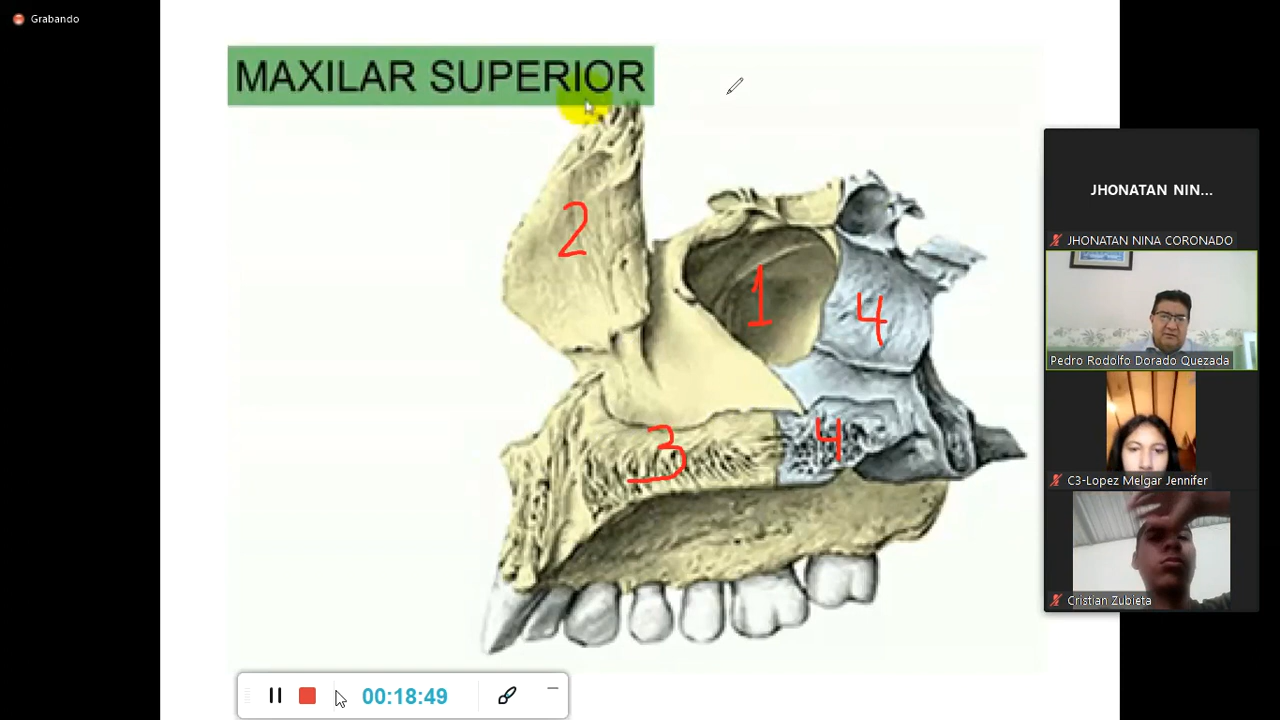 Grabando
MAXILAR SUPERIOR
2
1
4
3
4
JHONATAN NIN...
JHONATAN NINA CORONADO
Pedro Rodolfo Dorado Quezada
C3-Lopez Melgar Jennifer
Cristian Zubieta
00:18:49